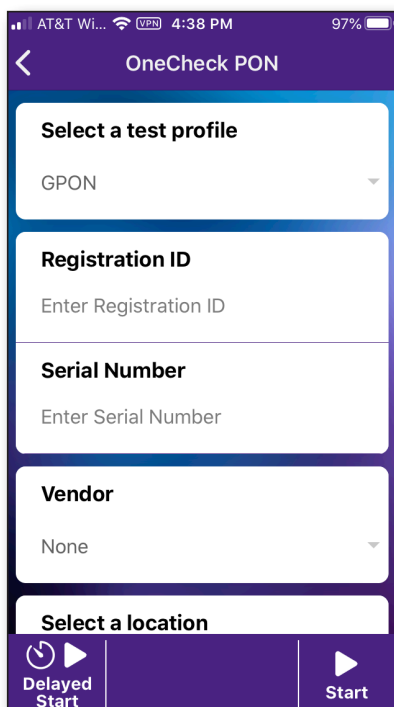 AT&T Wi... VPN 4:38 PM 97%
OneCheck PON
Select a test profile
GPON
Registration ID
Enter Registration ID
Serial Number
Enter Serial Number
Vendor
None
Select a location
Delayed
Start
Start